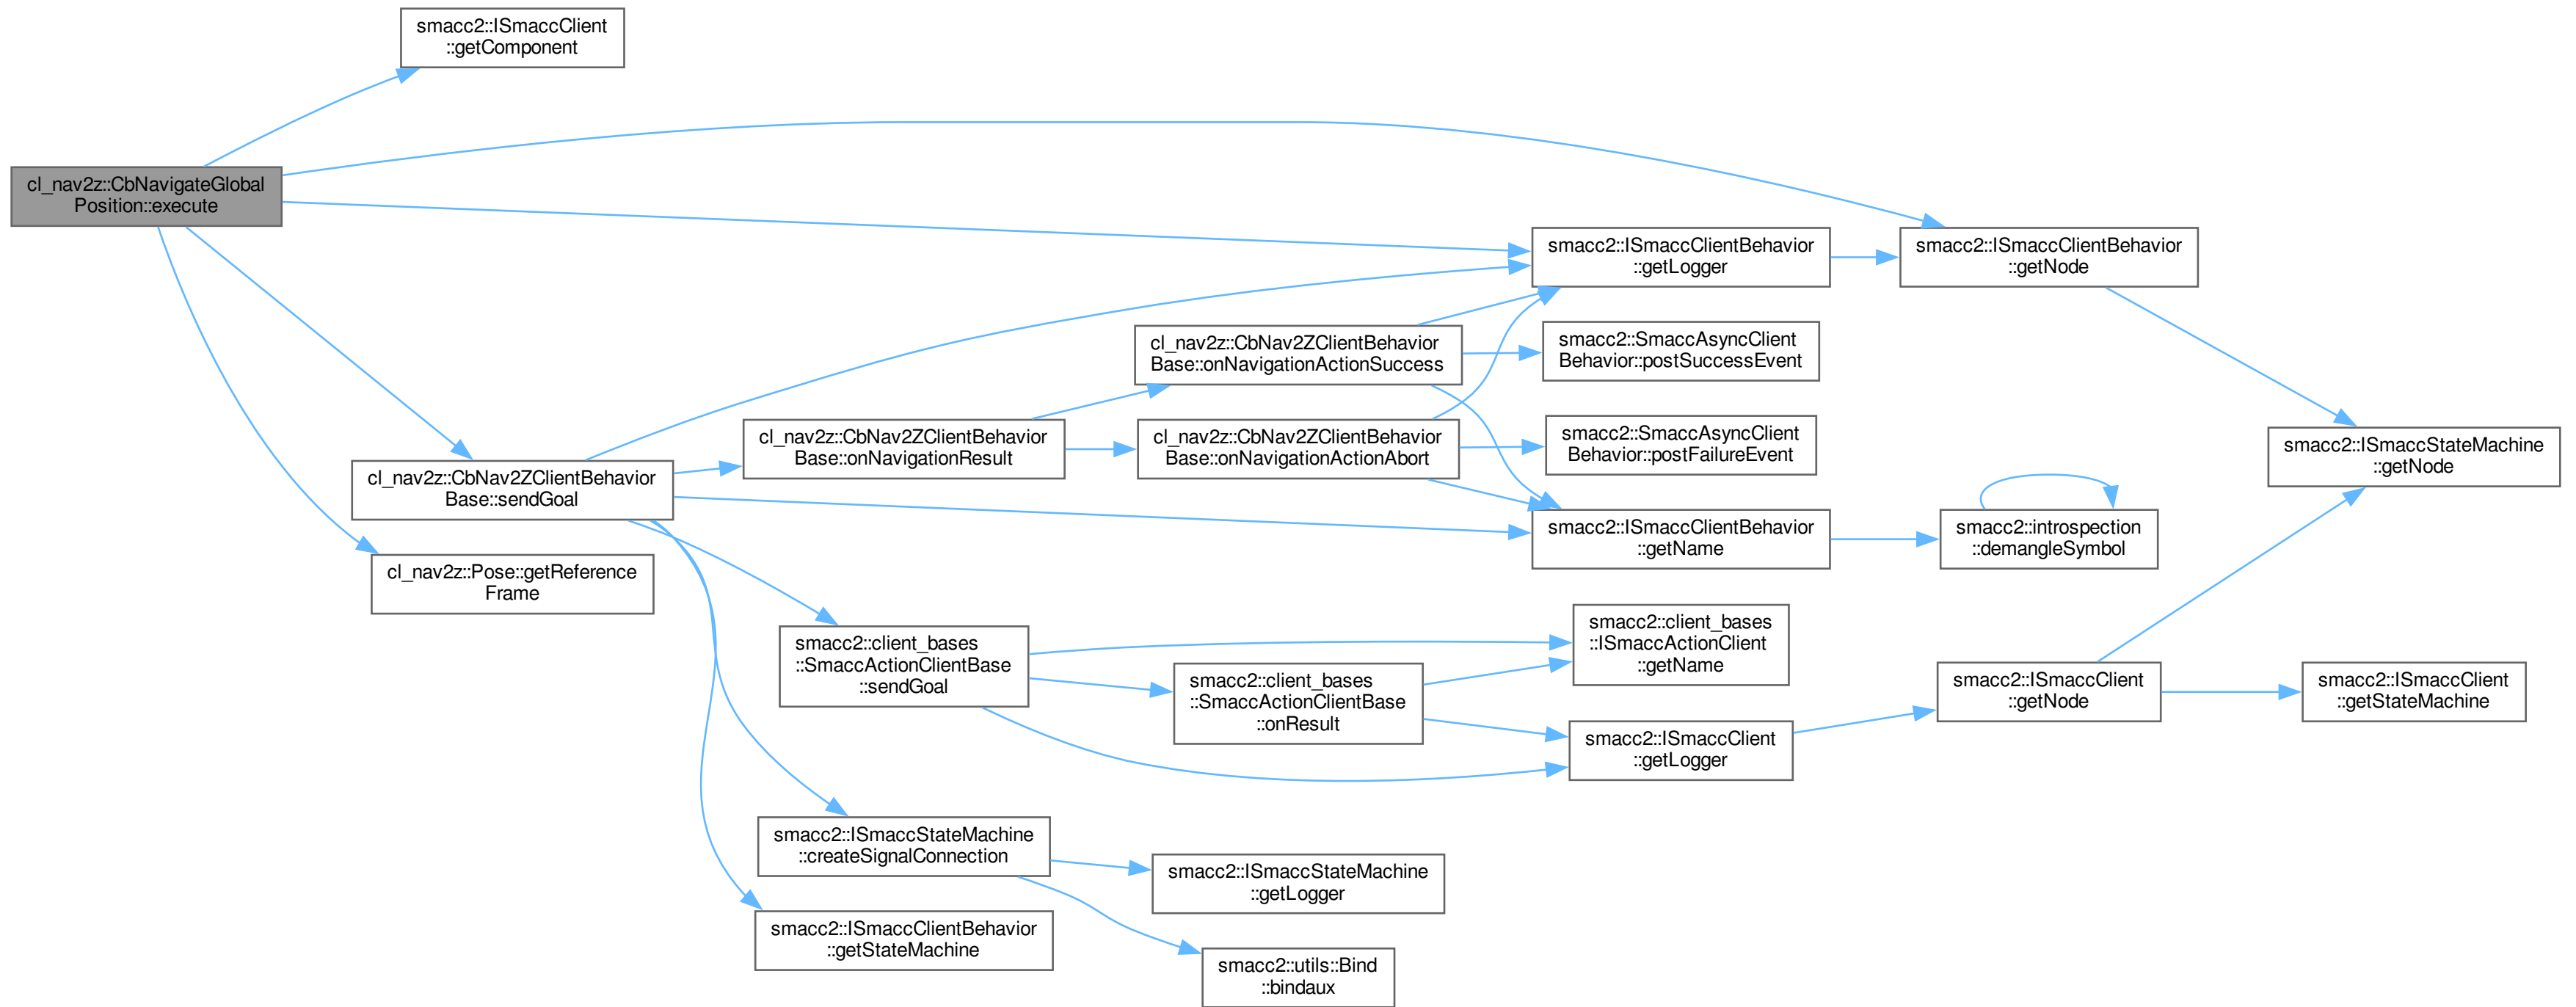 smacc2::ISmaccClient
::getComponent
cl_nav2z::CbNavigateGlobal
Position::execute
smacc2::ISmaccClientBehavior
::getLogger
smacc2::ISmaccClientBehavior
::getNode
cl_nav2z::CbNav2ZClientBehavior
Base::onNavigationActionSuccess
smacc2::SmaccAsyncClient
Behavior::postSuccessEvent
cl_nav2z::CbNav2ZClientBehavior
Base::onNavigationResult
cl_nav2z::CbNav2ZClientBehavior
Base::onNavigationActionAbort
smacc2::SmaccAsyncClient
Behavior::postFailureEvent
smacc2::ISmaccStateMachine
::getNode
cl_nav2z::CbNav2ZClientBehavior
Base::sendGoal
smacc2::ISmaccClientBehavior
::getName
smacc2::introspection
::demangleSymbol
cl_nav2z::Pose::getReference
Frame
smacc2::client_bases
::SmaccActionClientBase
::sendGoal
smacc2::client_bases
::ISmaccActionClient
::getName
smacc2::client_bases
::SmaccActionClientBase
::onResult
smacc2::ISmaccClient
::getLogger
smacc2::ISmaccClient
::getNode
smacc2::ISmaccClient
::getStateMachine
smacc2::ISmaccStateMachine
::createSignalConnection
smacc2::ISmaccStateMachine
::getLogger
smacc2::ISmaccClientBehavior
::getStateMachine
smacc2::utils::Bind
::bindaux